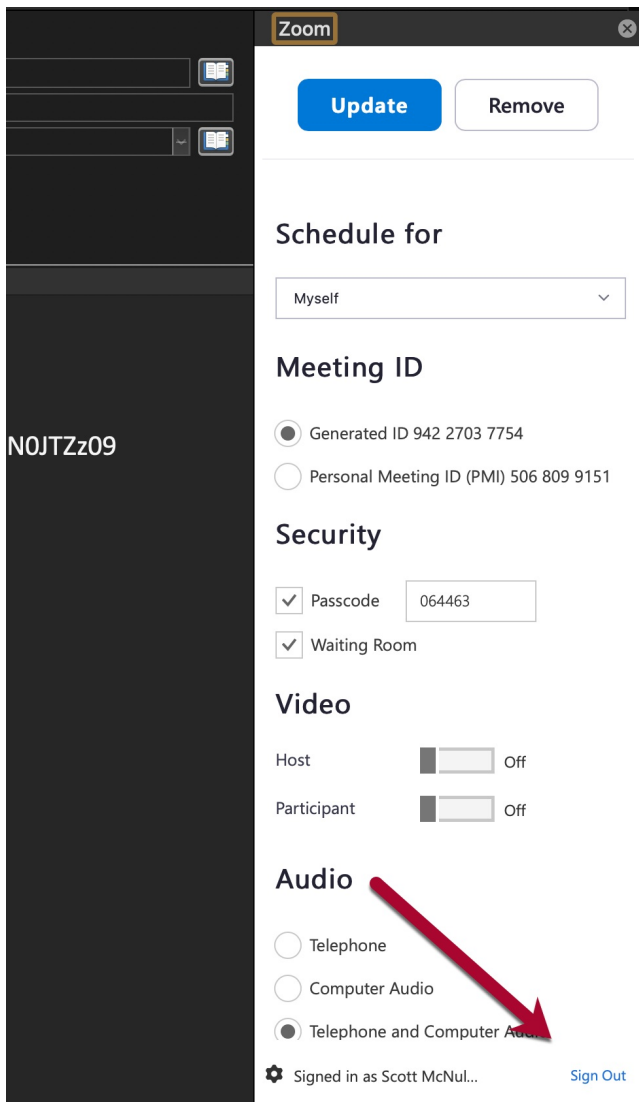 Zoom
Update Remove
Schedule for
Myself
Meeting ID
Generated ID 942 2703 7754
N0JTZz09
Personal Meeting ID (PMI) 506 809 9151
Security
Passcode 064463
Waiting Room
Video
Host Off
Participant Off
Audio
Telephone
Computer Audio
Telephone and Computer Audio
Signed in as Scott McNul... Sign Out